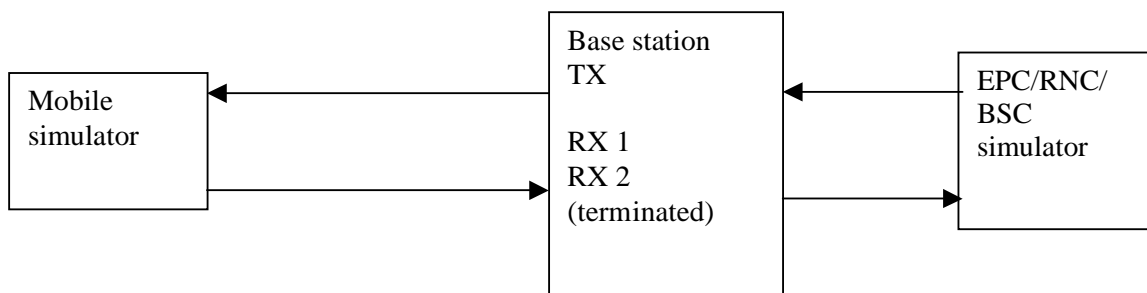 Mobile
simulator
Base station
TX
RX 1
RX 2
(terminated)
EPC/RNC/
BSC
simulator